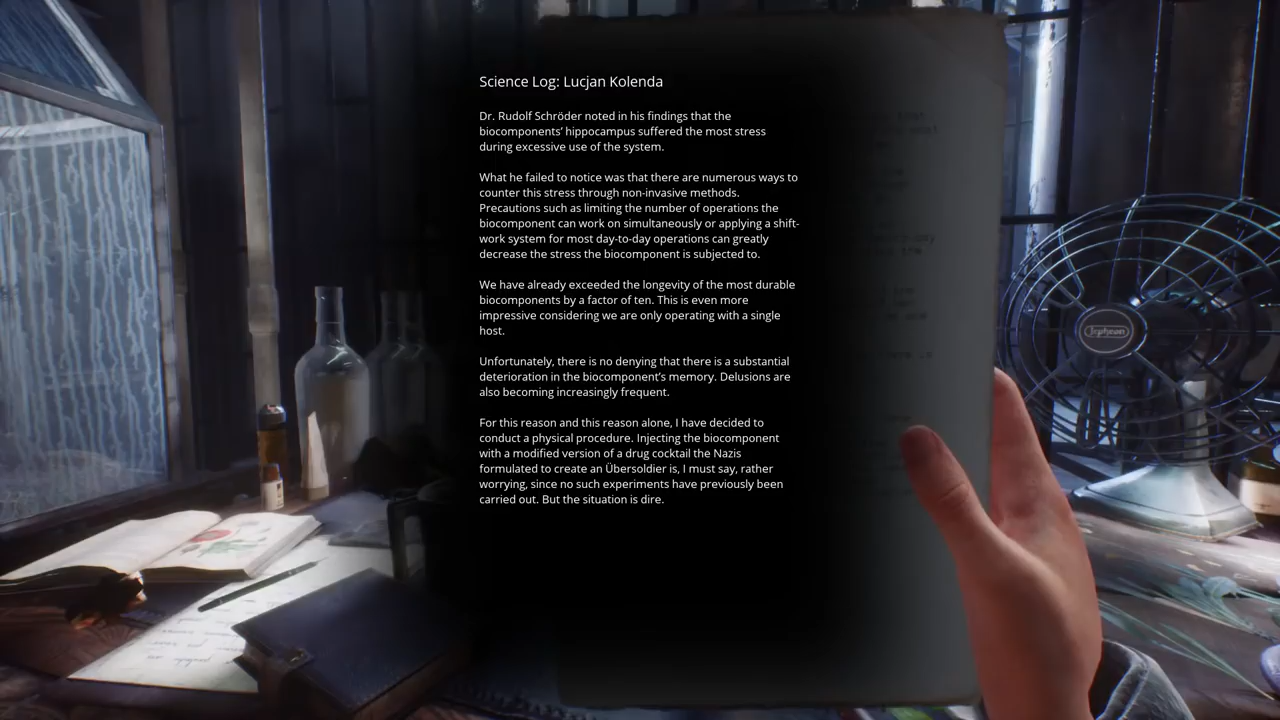 Science Log: Lucjan Kolenda
Dr. Rudolf Schröder noted in his findings that the
biocomponents' hippocampus suffered the most stress
during excessive use of the system.
What he failed to notice was that there are numerous ways to
counter this stress through non-invasive methods.
Precautions such as limiting the number of operations the
biocomponent can work on simultaneously or applying a shift-
work system for most day-to-day operations can greatly
decrease the stress the biocomponent is subjected to.
We have already exceeded the longevity of the most durable
biocomponents by a factor of ten. This is even more
impressive considering we are only operating with a single
host.
Unfortunately, there is no denying that there is a substantial
deterioration in the biocomponent's memory. Delusions are
also becoming increasingly frequent.
For this reason and this reason alone, I have decided to
conduct a physical procedure. Injecting the biocomponent
with a modified version of a drug cocktail the Nazis
formulated to create an Übersoldier is, I must say, rather
worrying, since no such experiments have previously been
carried out. But the situation is dire.